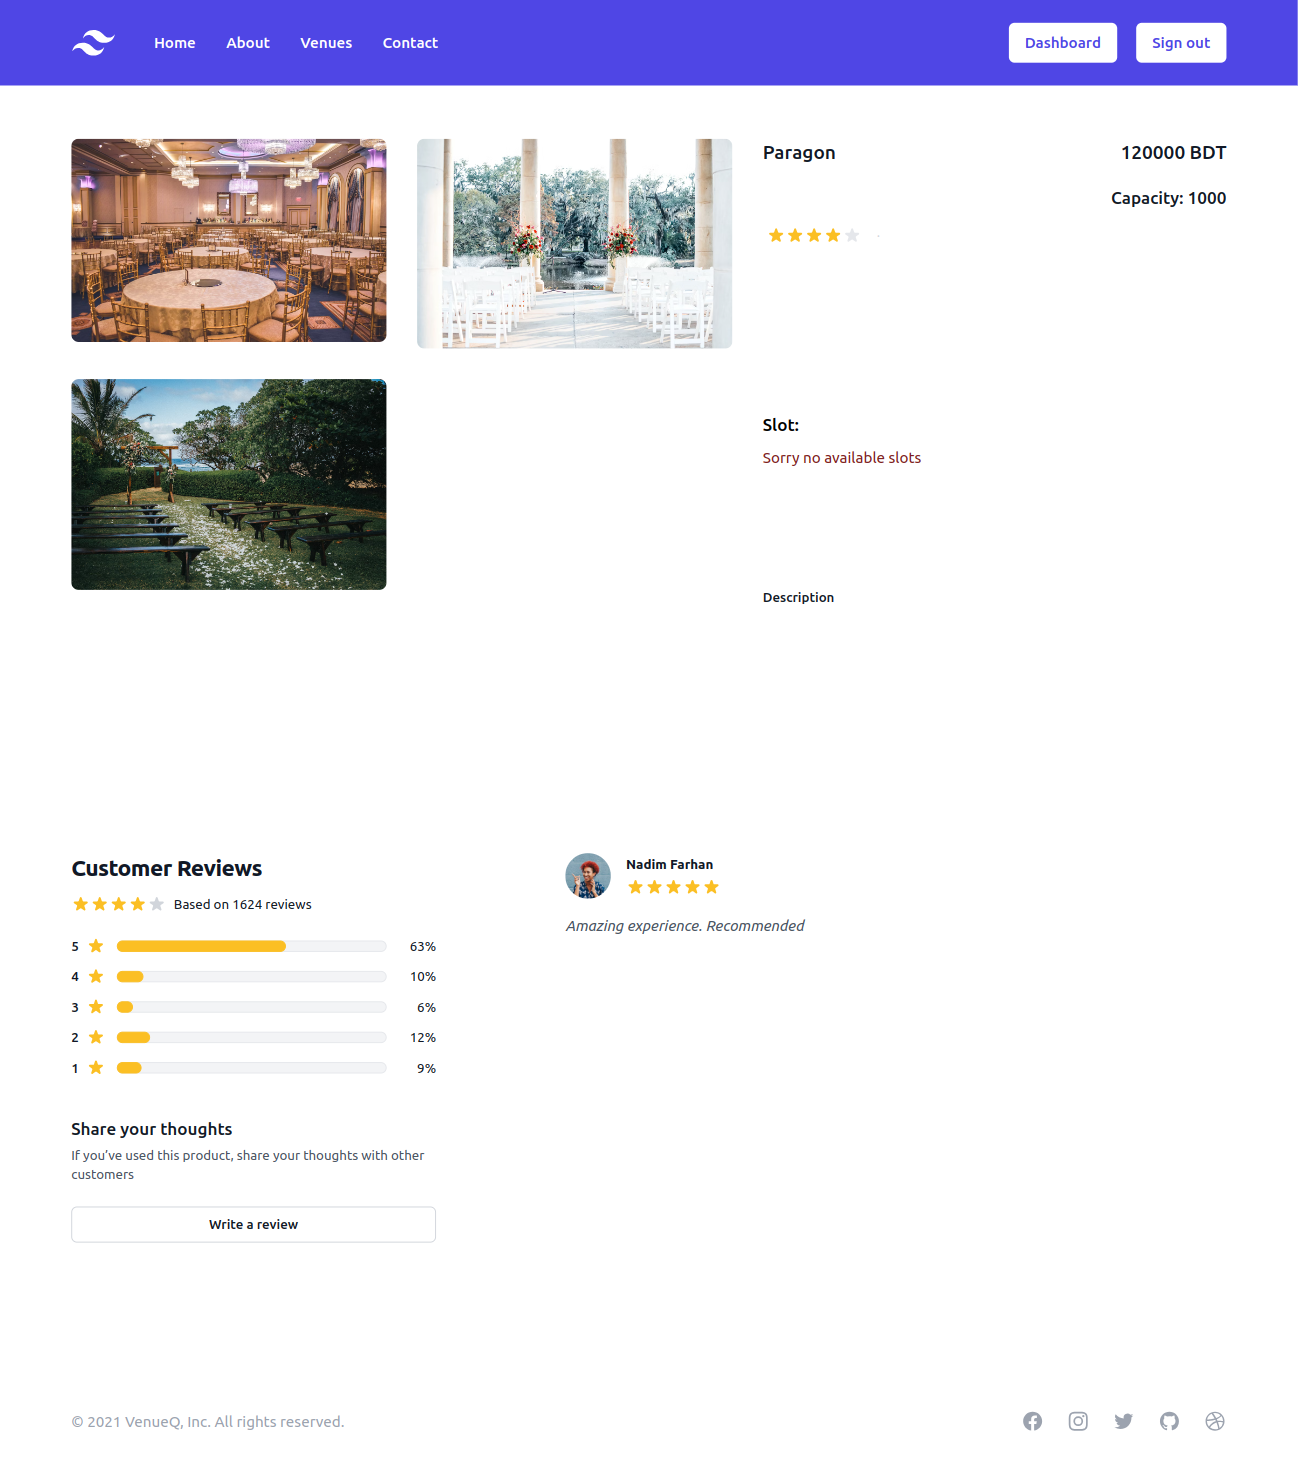 Home About Venues Contact Dashboard Sign out
Paragon 120000 BDT
Capacity: 1000
Slot:
Sorry no available slots
Description
Customer Reviews
Based on 1624 reviews
5 63%
4 10%
3 6%
2 12%
1 9%
Share your thoughts
If you’ve used this product, share your thoughts with other
customers
Write a review
Nadim Farhan
Amazing experience. Recommended
© 2021 VenueQ, Inc. All rights reserved.